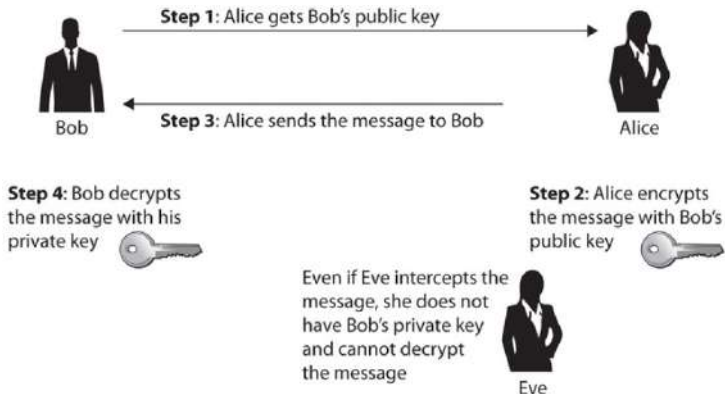 Step 1: Alice gets Bob's public key
Bob
Step 3: Alice sends the message to Bob
Alice
Step 4: Bob decrypts
the message with his
private key
Step 2: Alice encrypts
the message with Bob's
public key
Even if Eve intercepts the
message, she does not
have Bob's private key
and cannot decrypt
the message
Eve